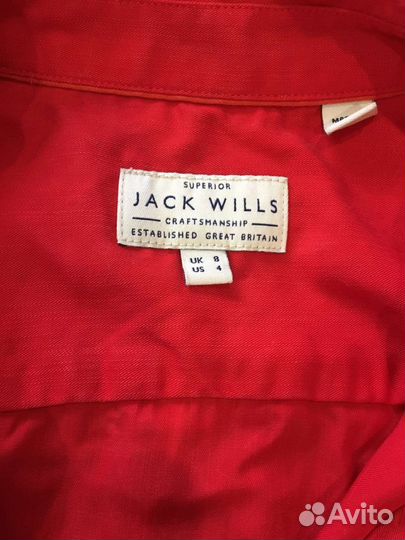 SUPERIOR
JACK WILLS
CRAFTSMANSHIP
ESTABLISHED GREAT BRITAIN
UK 8
US 4
Avito